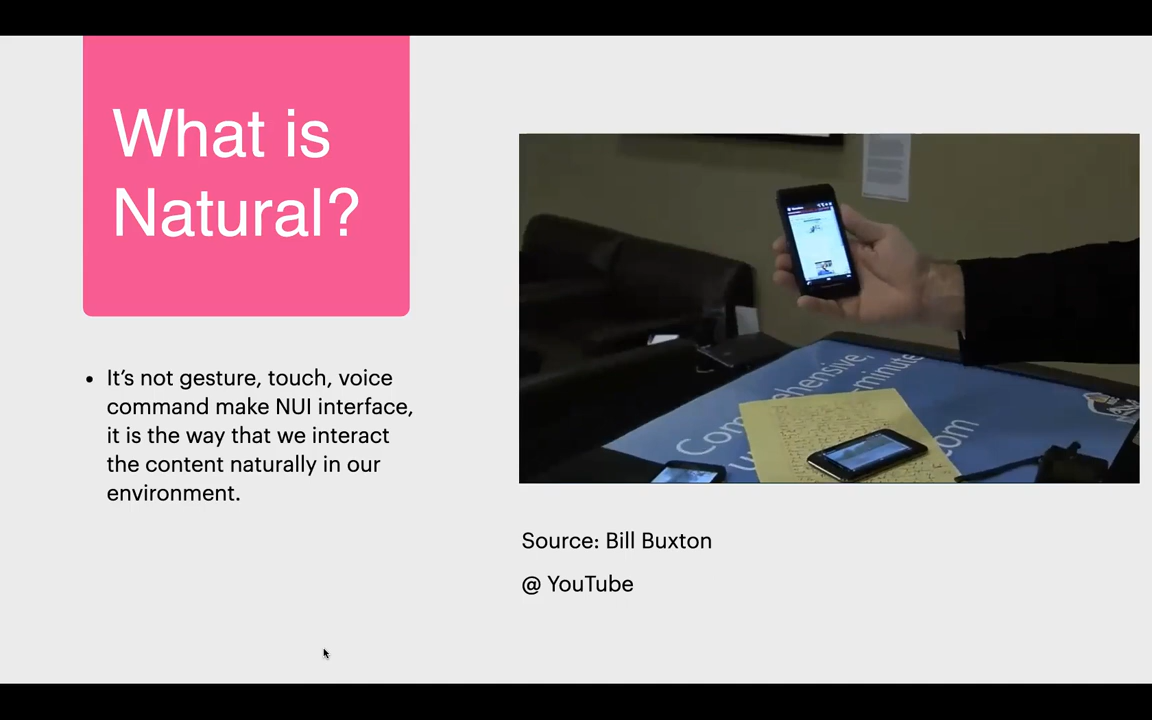 What is
Natural?
• It’s not gesture, touch, voice
command make NUI interface,
it is the way that we interact
the content naturally in our
environment.
Source: Bill Buxton
@ YouTube